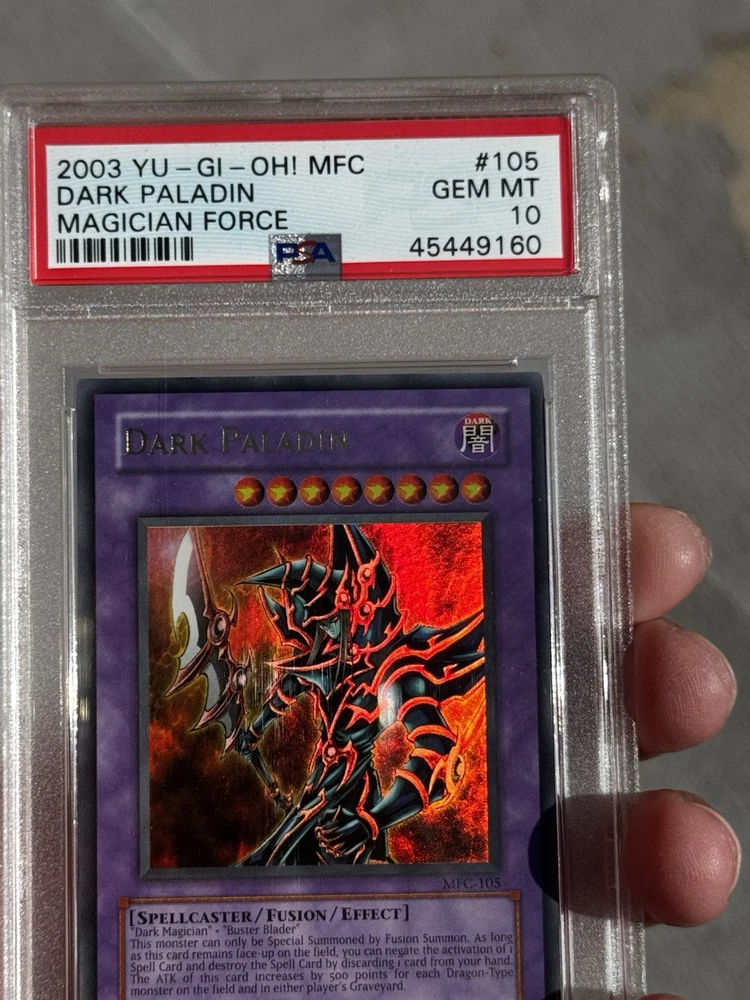 2003 YU-GI-OH! MFC #105
DARK PALADIN GEM MT
MAGICIAN FORCE 10
PSA 45449160
DARK PALADIN
DARK
闇
MFC-105
[SPELLCASTER/FUSION/EFFECT]
"Dark Magician" + "Buster Blader"
This monster can only be Special Summoned by Fusion Summon. As long
as this card remains face-up on the field, you can negate the activation of 1
Spell Card and destroy the Spell Card by discarding 1 card from your hand.
The ATK of this card increases by 500 points for each Dragon-Type
monster on the field and in either player's Graveyard.